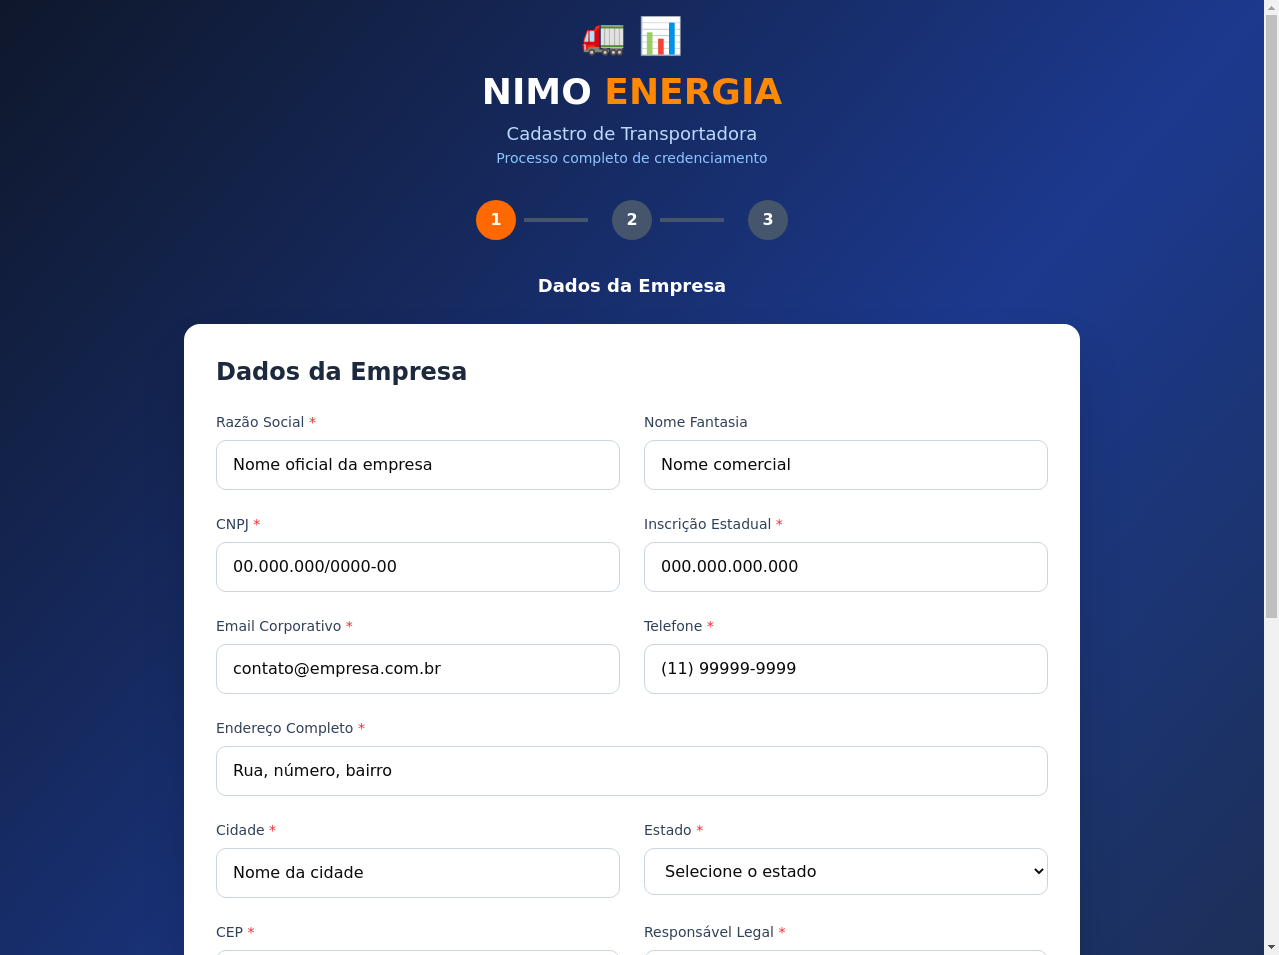 NIMO ENERGIA
Cadastro de Transportadora
Processo completo de credenciamento
1 2 3
Dados da Empresa
Dados da Empresa
Razão Social * Nome Fantasia
Nome oficial da empresa Nome comercial
CNPJ * Inscrição Estadual *
00.000.000/0000-00 000.000.000.000
Email Corporativo * Telefone *
contato@empresa.com.br (11) 99999-9999
Endereço Completo *
Rua, número, bairro
Cidade * Estado *
Nome da cidade Selecione o estado
CEP * Responsável Legal *